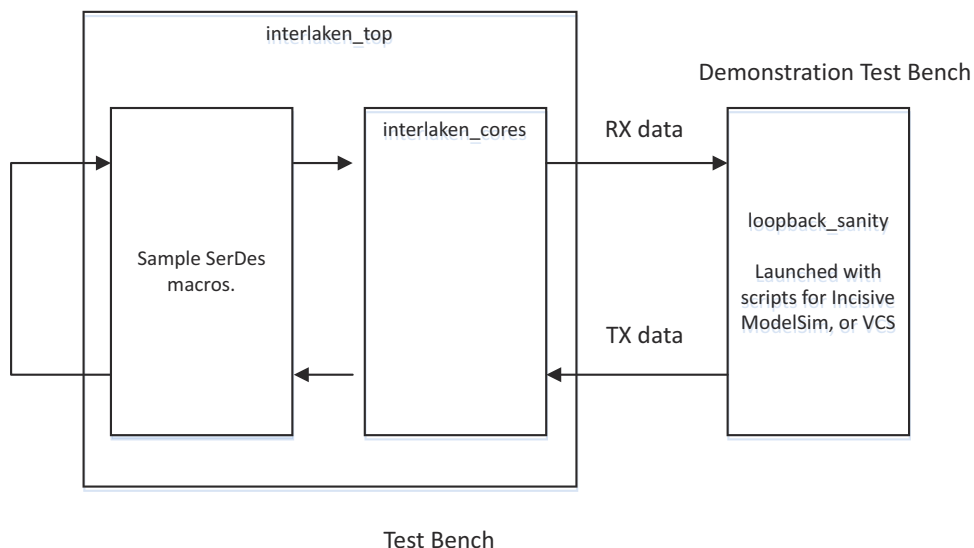 interlaken_top
Demonstration Test Bench
interlaken_cores
RX data
Sample SerDes
macros.
loopback_sanity
Launched with
scripts for Incisive
ModelSim, or VCS
TX data
Test Bench